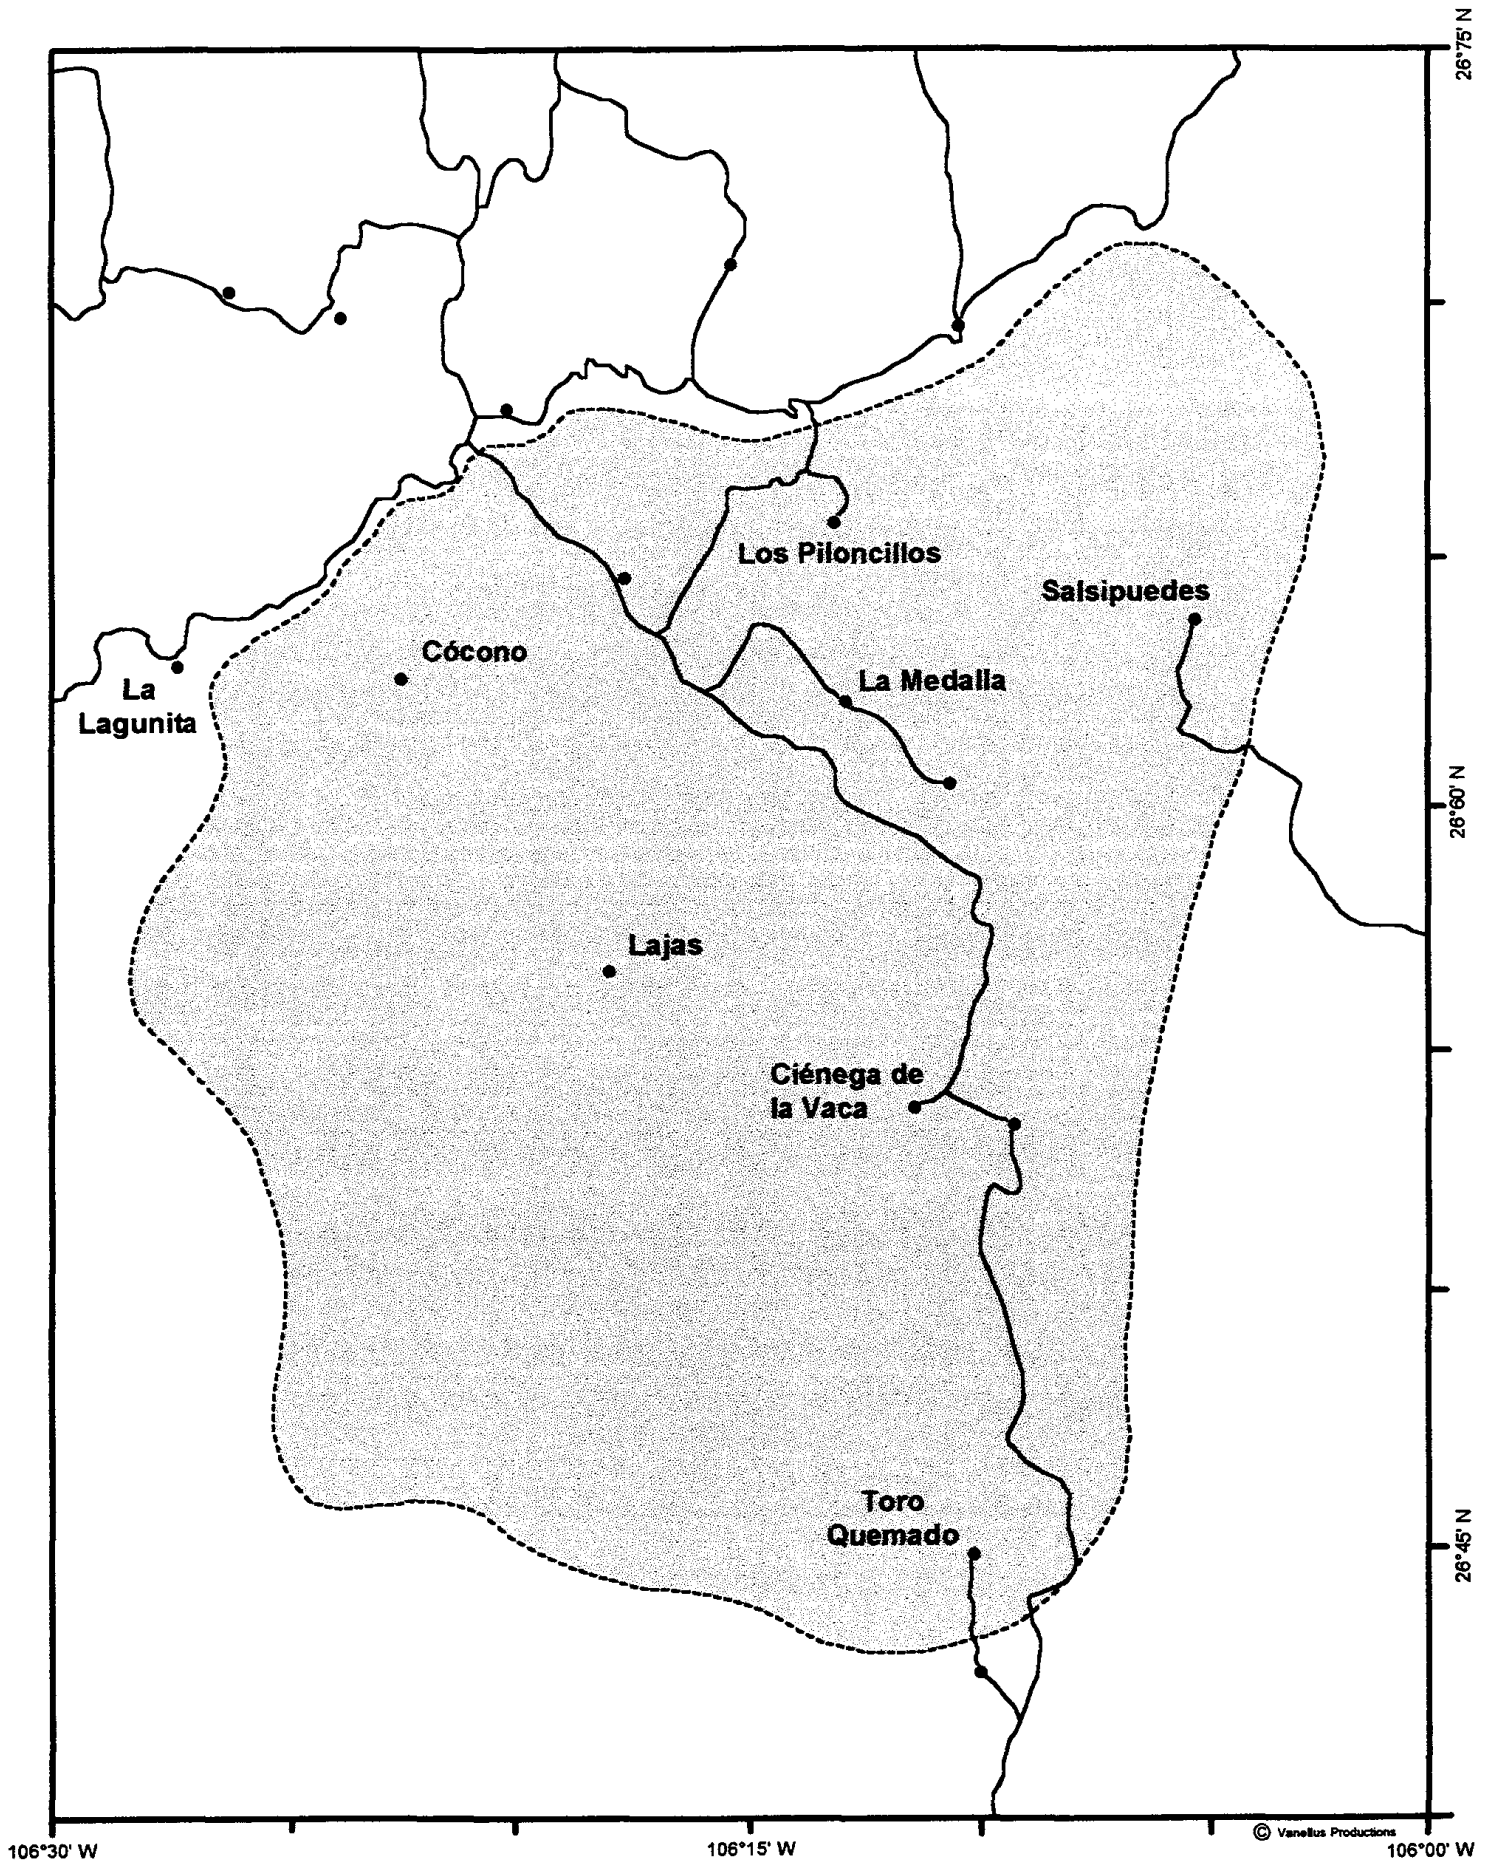 26°75' N
Los Piloncillos
Salsipuedes
Cócono
La Medalla
La
Lagunita
26°60' N
Lajas
Ciénega de
la Vaca
Toro
Quemado
26°45' N
© Vanellus Productions
106°30' W
106°15' W
106°00' W